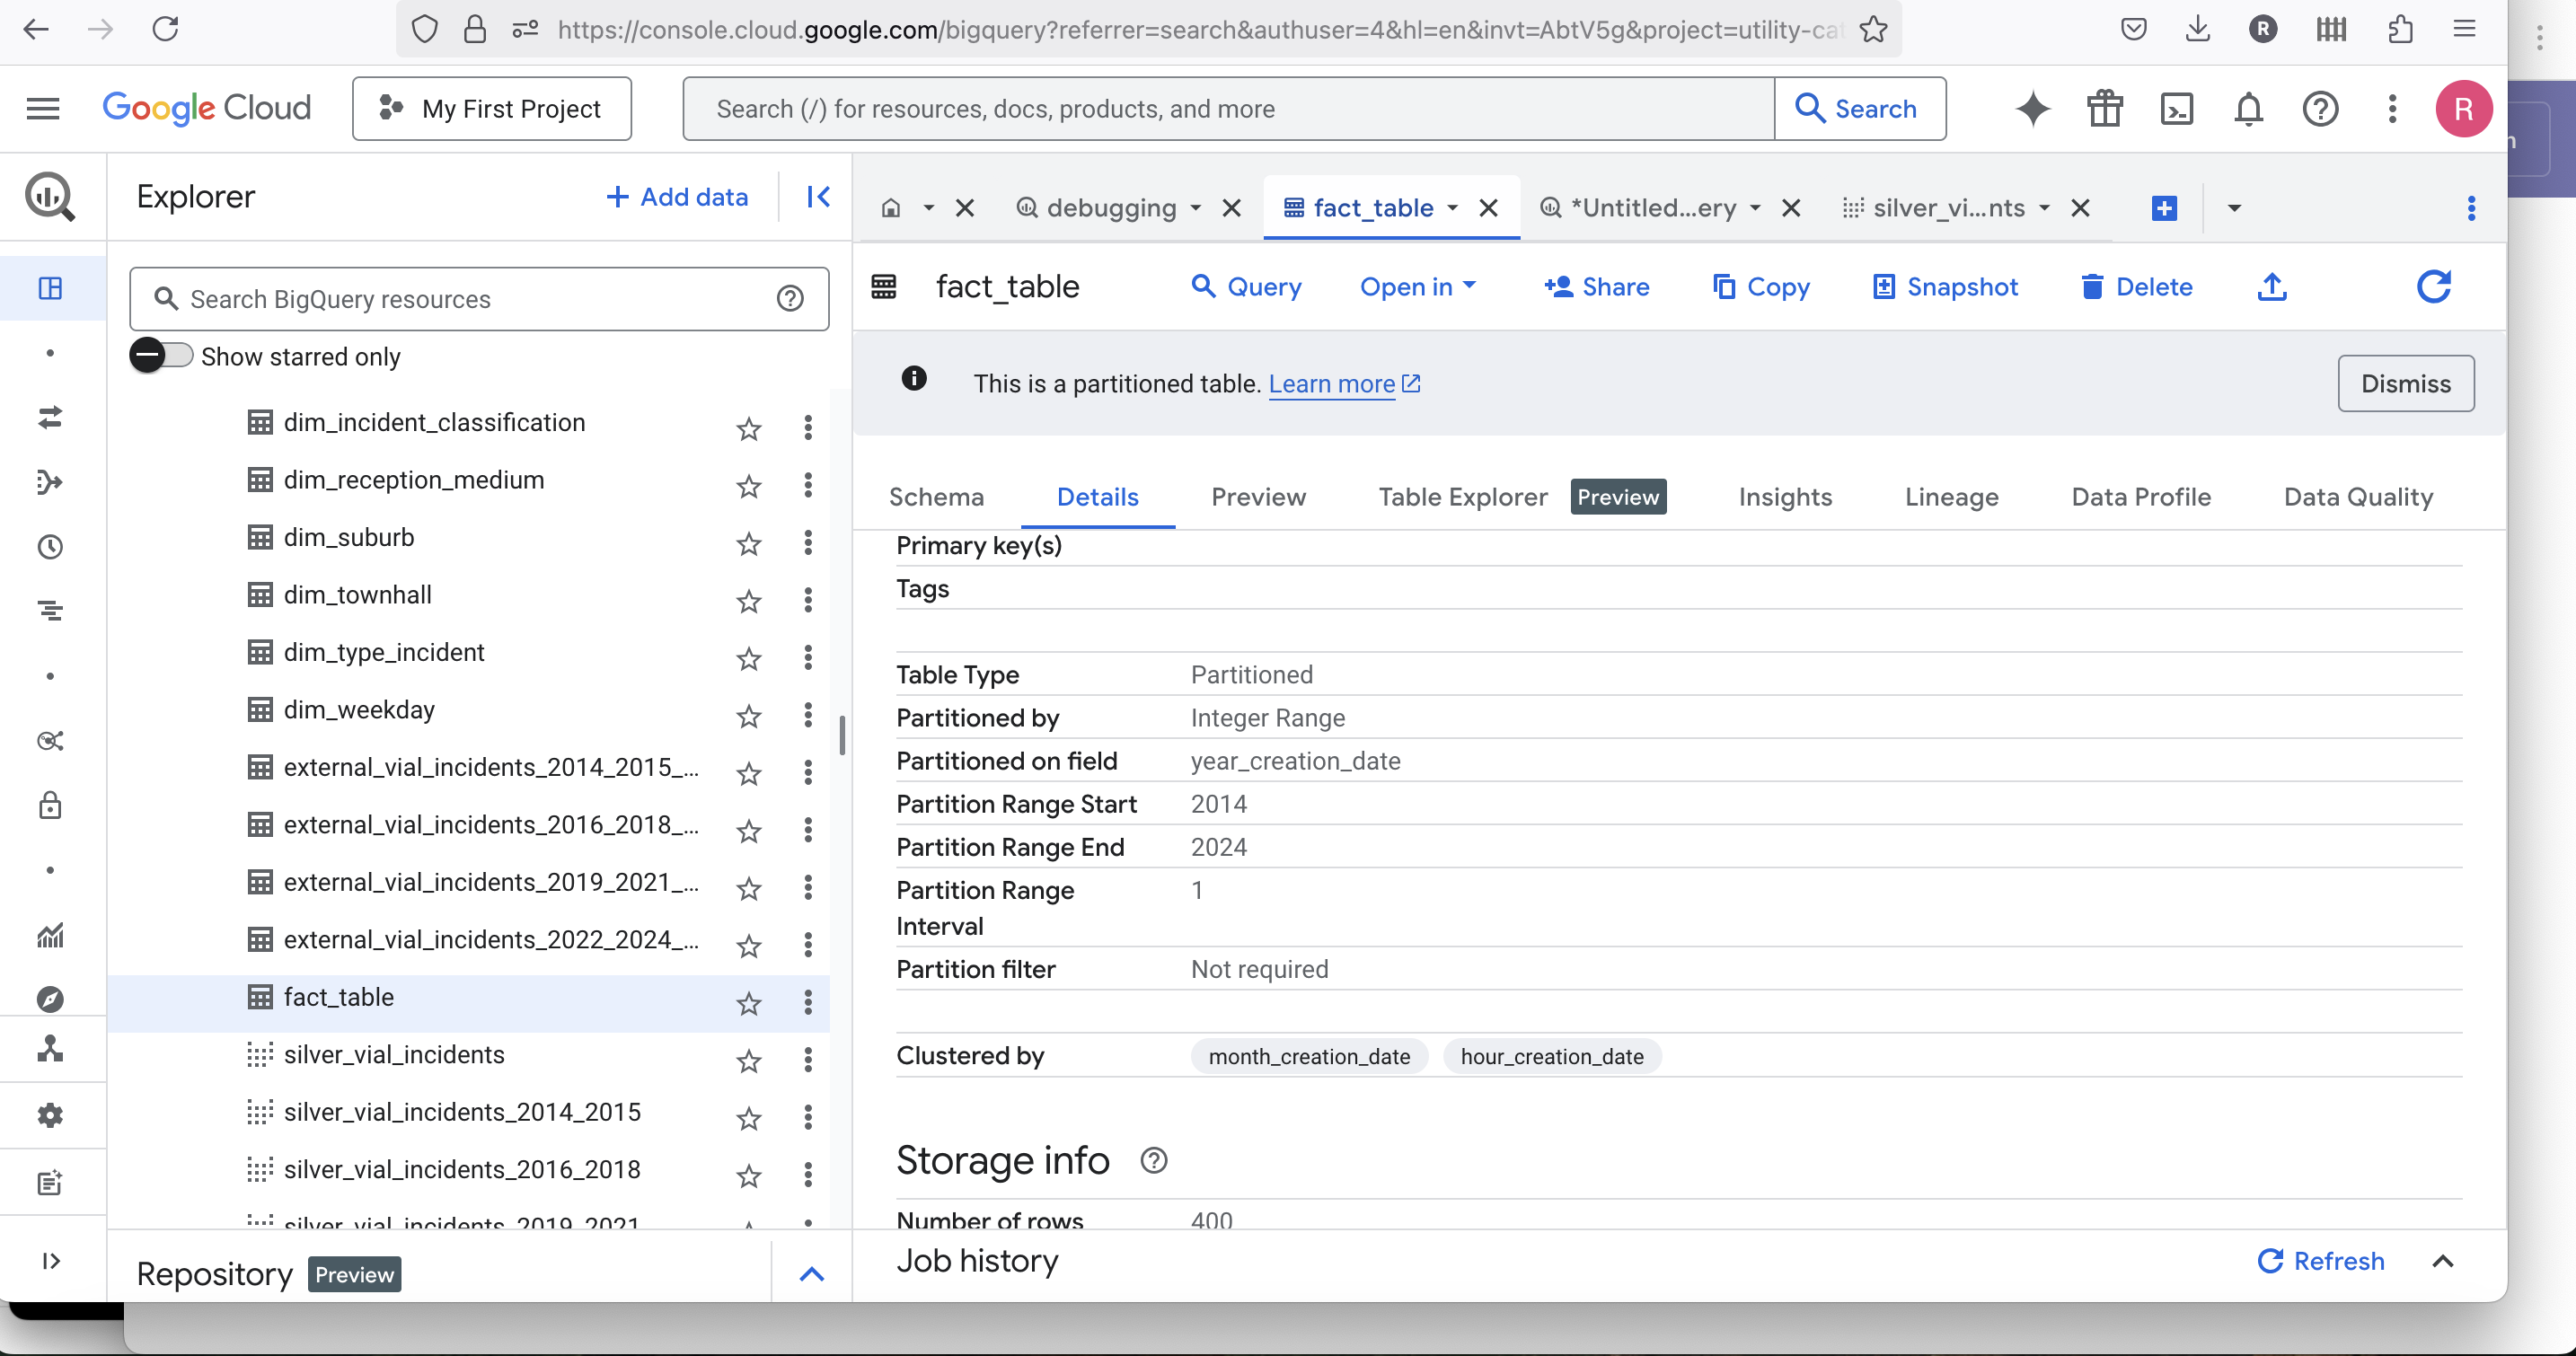 https://console.cloud.google.com/bigquery?referrer=search&authuser=4&hl=en&invt=AbtV5g&project=utility-cat
R
Google Cloud
My First Project
Search (/) for resources, docs, products, and more
Search
R
Explorer
+ Add data
debugging
fact_table
*Untitled...ery
silver_vi...nts
Search BigQuery resources
Show starred only
fact_table
Query
Open in
Share
Copy
Snapshot
Delete
This is a partitioned table. Learn more
Dismiss
Schema
Details
Preview
Table Explorer
Preview
Insights
Lineage
Data Profile
Data Quality
dim_incident_classification
dim_reception_medium
dim_suburb
dim_townhall
dim_type_incident
dim_weekday
external_vial_incidents_2014_2015_...
external_vial_incidents_2016_2018_...
external_vial_incidents_2019_2021_...
external_vial_incidents_2022_2024_...
fact_table
silver_vial_incidents
silver_vial_incidents_2014_2015
silver_vial_incidents_2016_2018
silver_vial_incidents_2019_2021
Repository Preview
Primary key(s)
Tags
Table Type Partitioned
Partitioned by Integer Range
Partitioned on field year_creation_date
Partition Range Start 2014
Partition Range End 2024
Partition Range 1
Interval
Partition filter Not required
Clustered by month_creation_date hour_creation_date
Storage info
Number of rows 400
Job history
Refresh